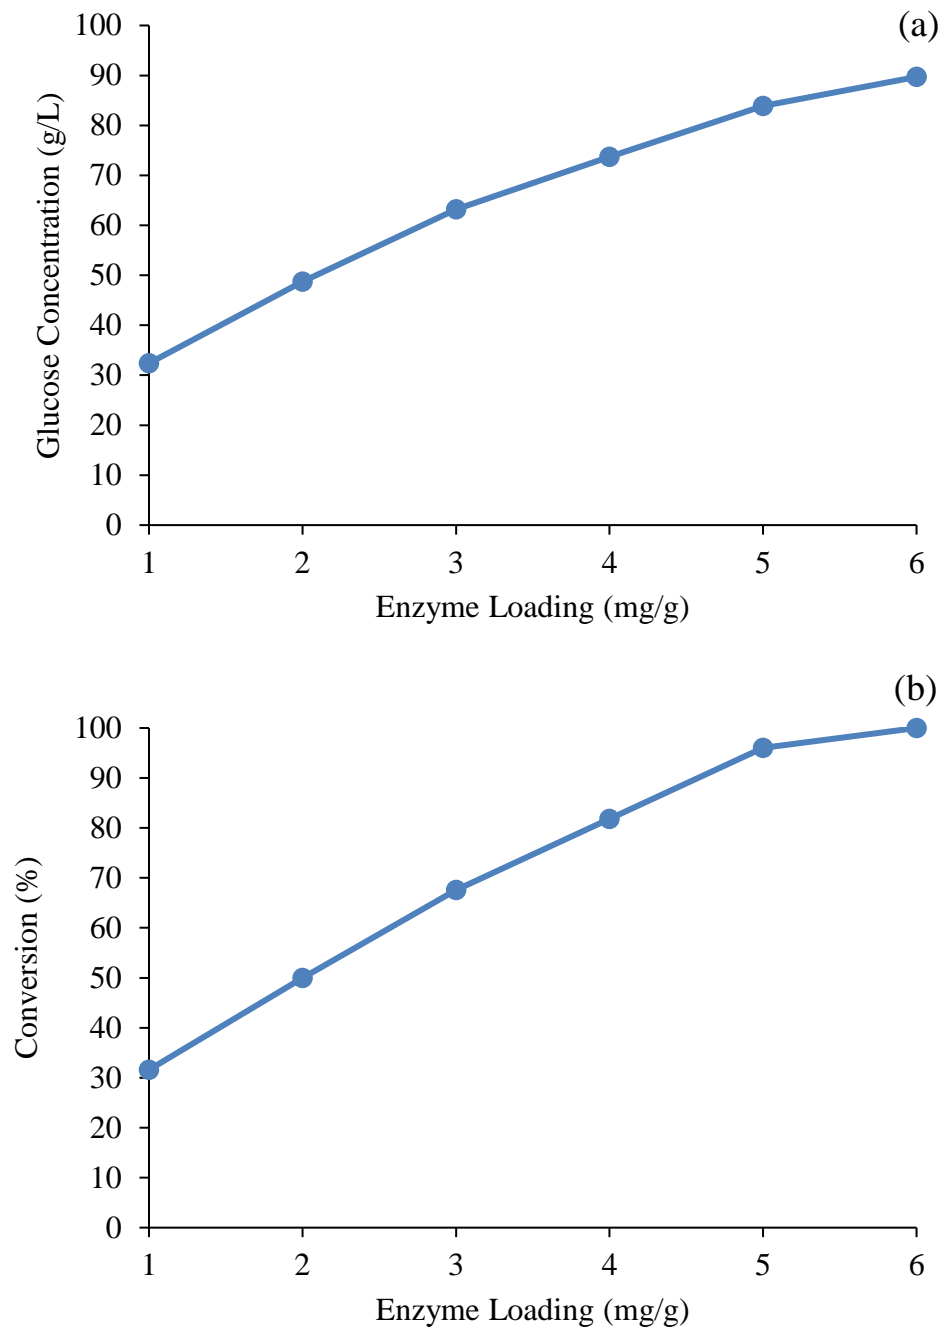 (a)
100
90
80
70
60
50
40
30
20
10
0
Glucose Concentration (g/L)
1 2 3 4 5 6
Enzyme Loading (mg/g)
(b)
100
90
80
70
60
50
40
30
20
10
0
Conversion (%)
1 2 3 4 5 6
Enzyme Loading (mg/g)